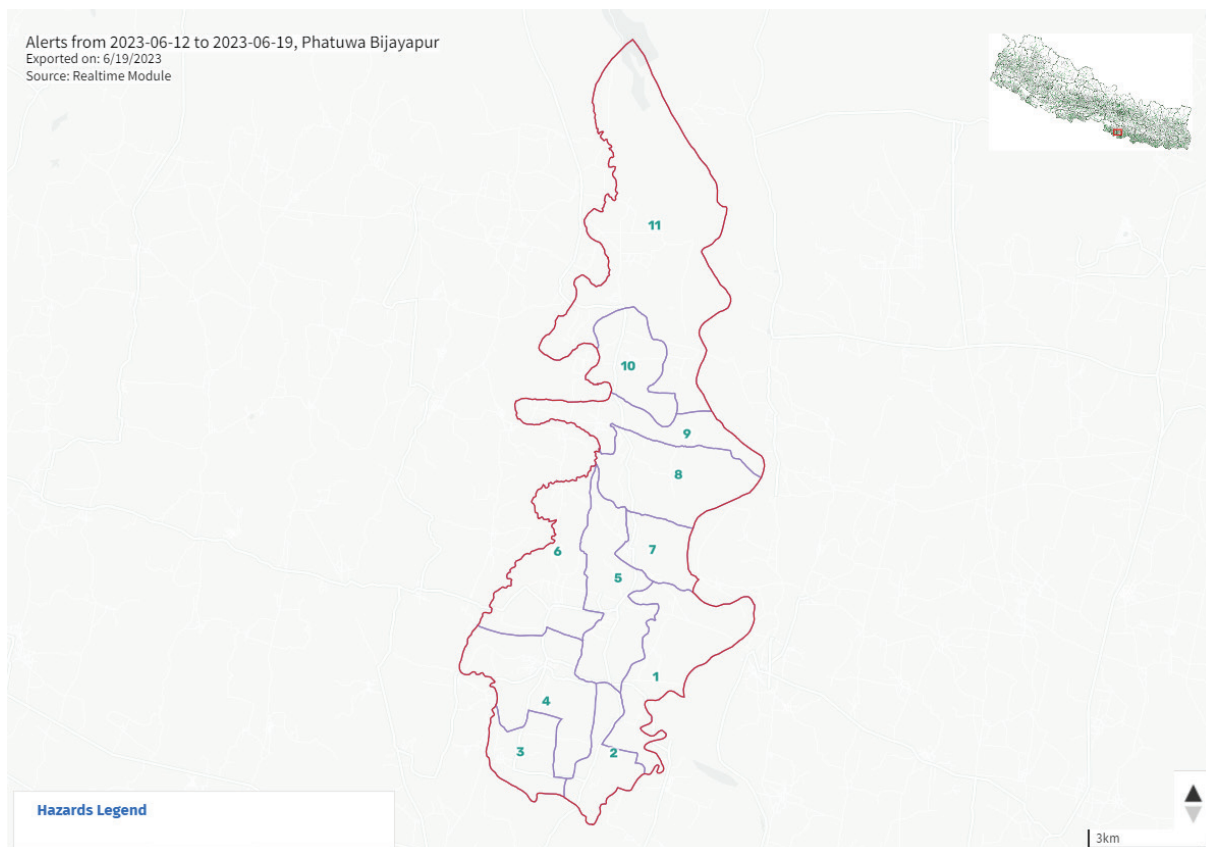 Alerts from 2023-06-12 to 2023-06-19, Phatuwa Bijayapur
Exported on: 6/19/2023
Source: Realtime Module
11
10
9
8
7
6
5
1
4
3
2
Hazards Legend
3km